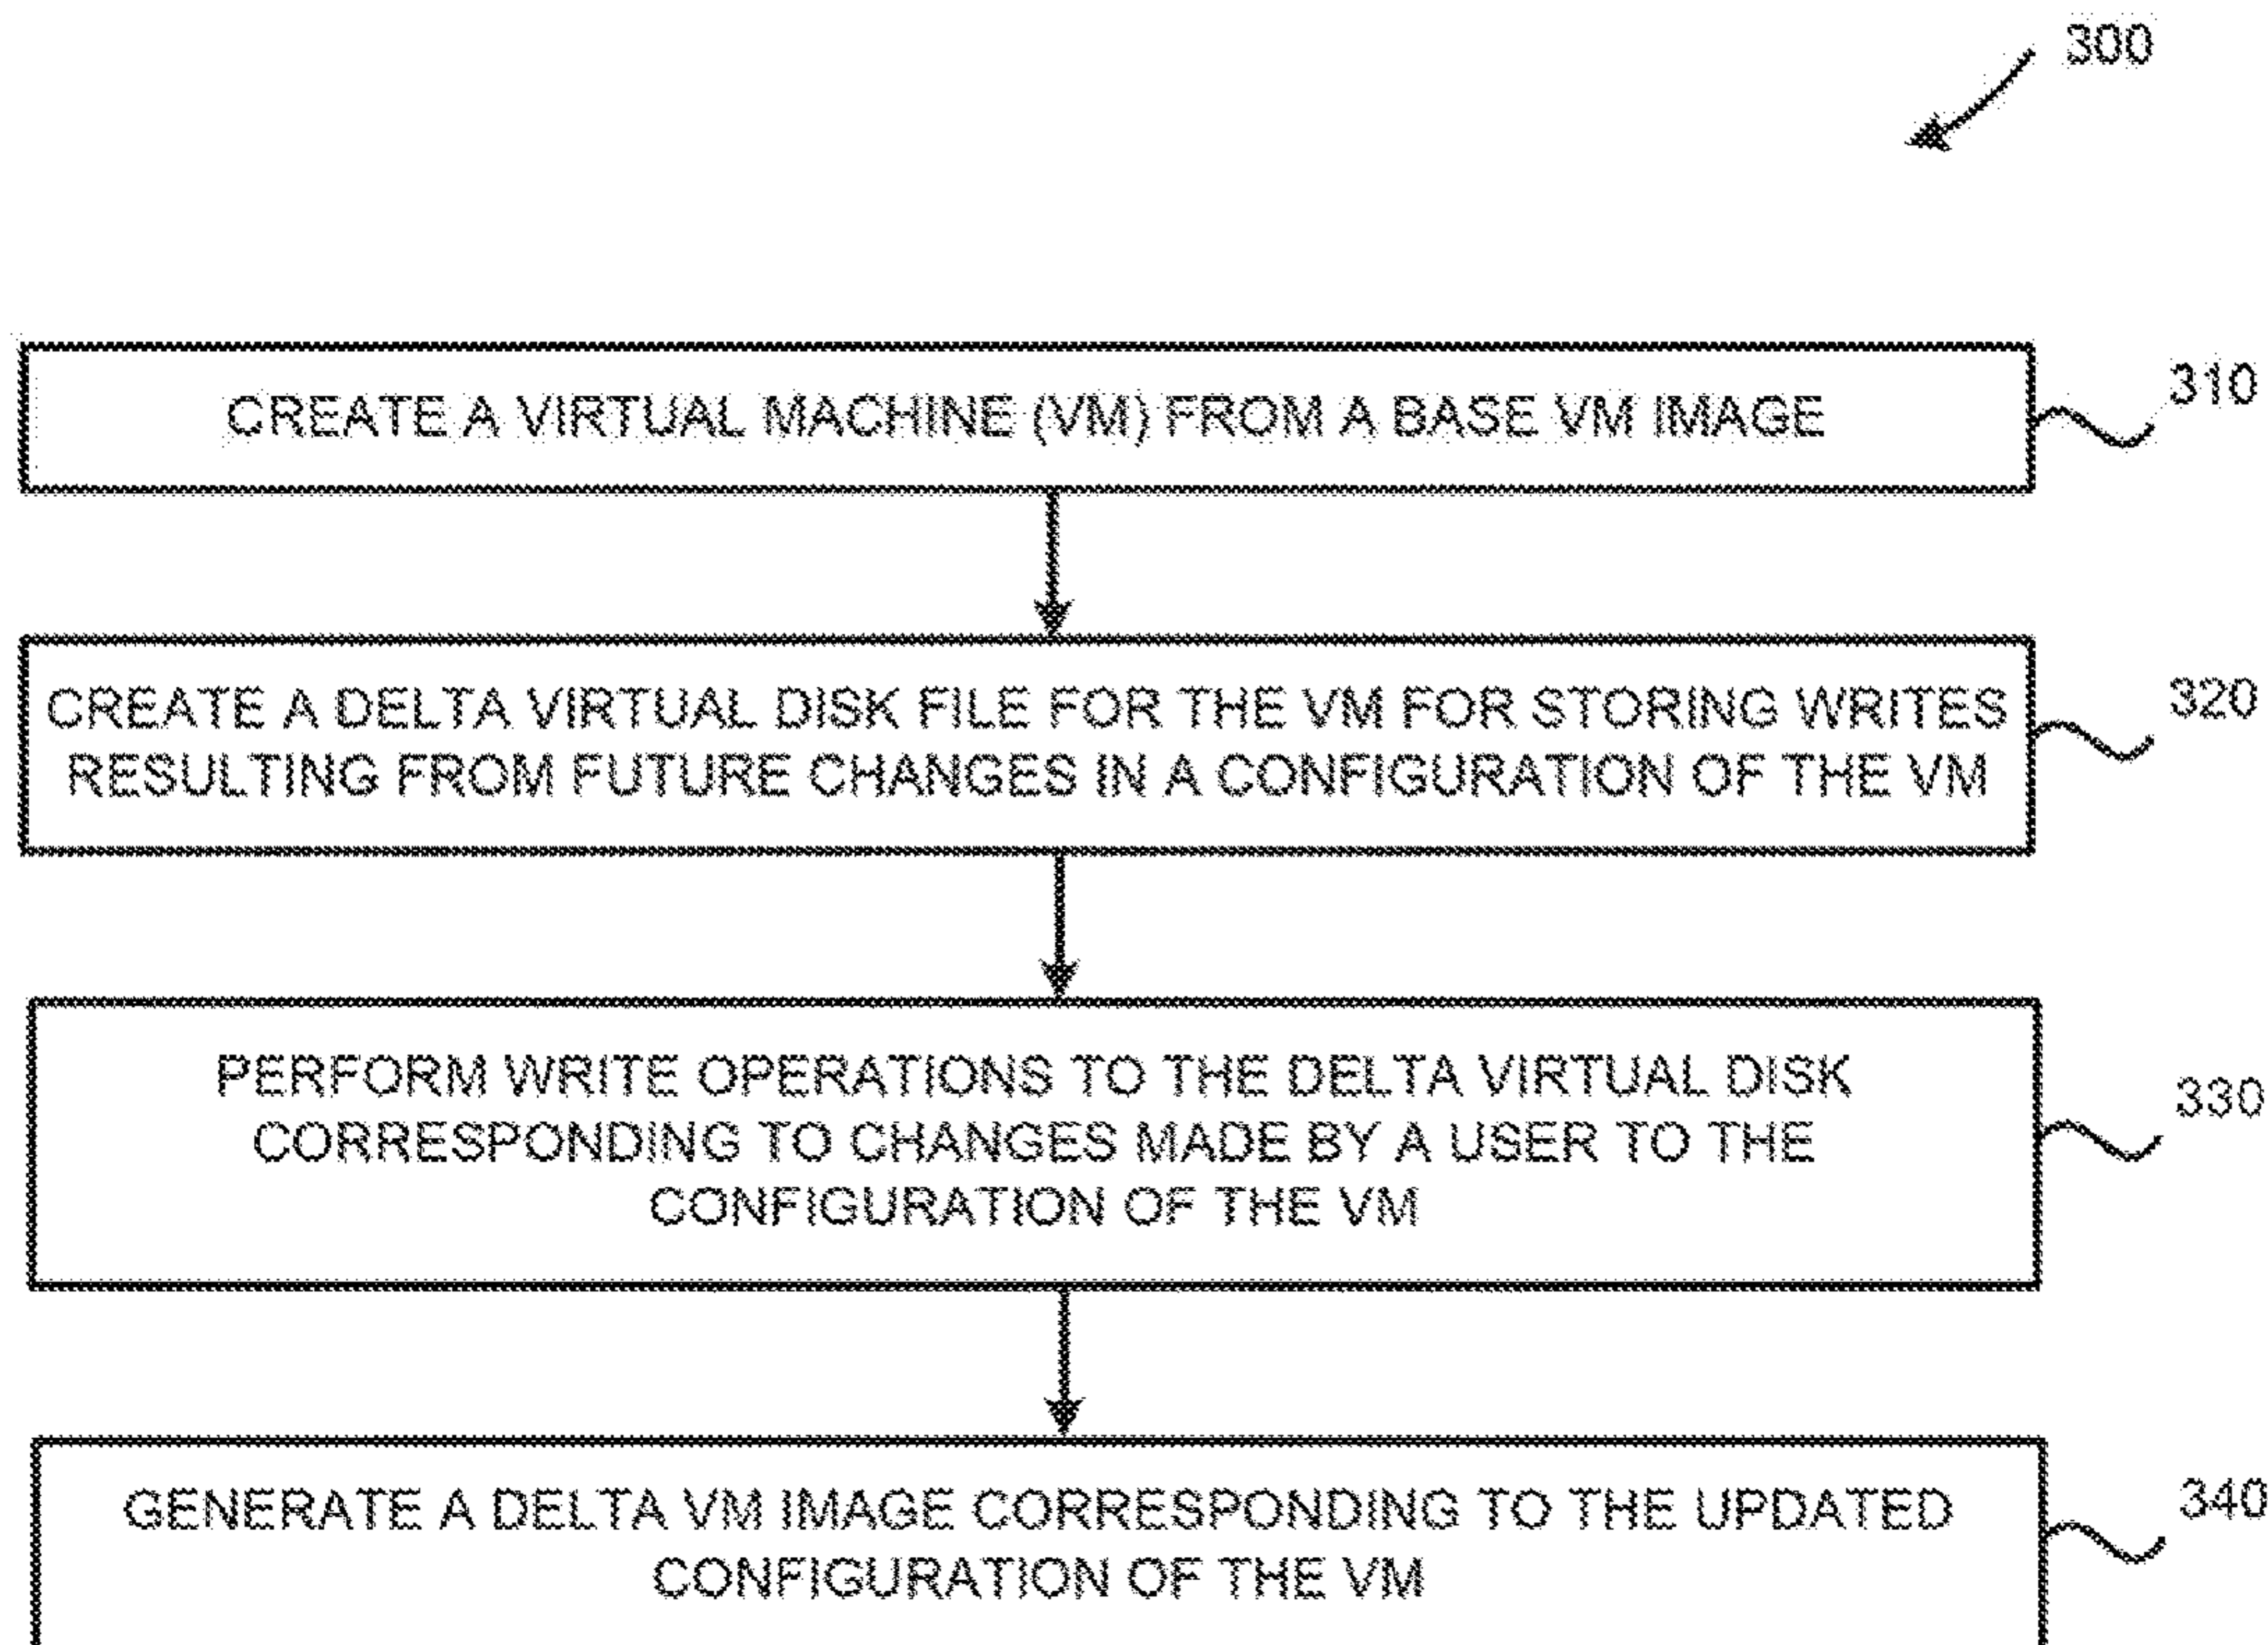 300
CREATE A VIRTUAL MACHINE (VM) FROM A BASE VM IMAGE
310
CREATE A DELTA VIRTUAL DISK FILE FOR THE VM FOR STORING WRITES
RESULTING FROM FUTURE CHANGES IN A CONFIGURATION OF THE VM
320
PERFORM WRITE OPERATIONS TO THE DELTA VIRTUAL DISK
CORRESPONDING TO CHANGES MADE BY A USER TO THE
CONFIGURATION OF THE VM
330
GENERATE A DELTA VM IMAGE CORRESPONDING TO THE UPDATED
CONFIGURATION OF THE VM
340